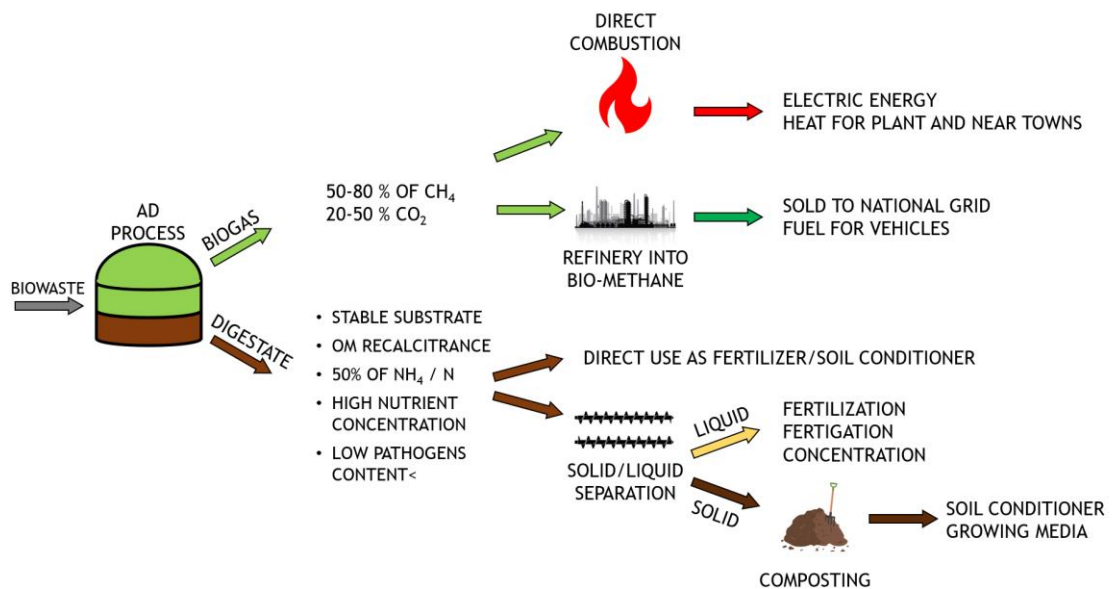 DIRECT
COMBUSTION
ELECTRIC ENERGY
HEAT FOR PLANT AND NEAR TOWNS
50-80 % OF CH₄
20-50 % CO₂
AD
PROCESS
BIOGAS
SOLD TO NATIONAL GRID
FUEL FOR VEHICLES
REFINERY INTO
BIO-METHANE
BIOWASTE
DIGESTATE
• STABLE SUBSTRATE
• OM RECALCITRANCE
• 50% OF NH₄ / N
• HIGH NUTRIENT
CONCENTRATION
• LOW PATHOGENS
CONTENT<
DIRECT USE AS FERTILIZER/SOIL CONDITIONER
SOLID/LIQUID
SEPARATION
LIQUID
FERTILIZATION
FERTIGATION
CONCENTRATION
SOLID
COMPOSTING
SOIL CONDITIONER
GROWING MEDIA